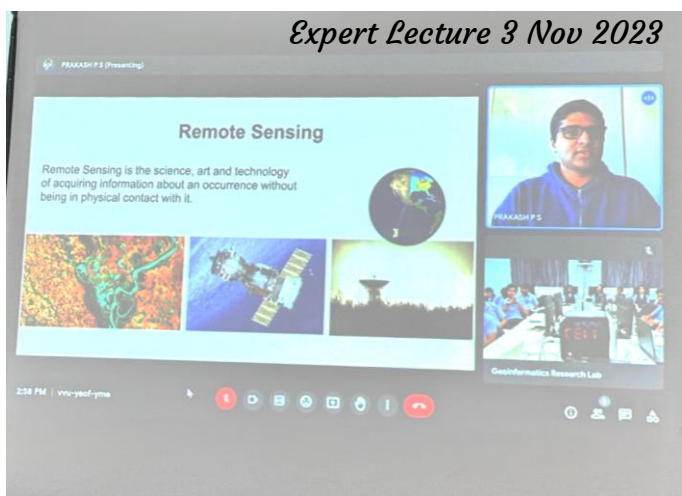 Expert Lecture 3 Nov 2023
PRAKASH P S (Presenting)
Remote Sensing
Remote Sensing is the science, art and technology
of acquiring information about an occurrence without
being in physical contact with it.
PRAKASH P S
Geoinformatics Research Lab
2:58 PM | vvu-yeof-yme